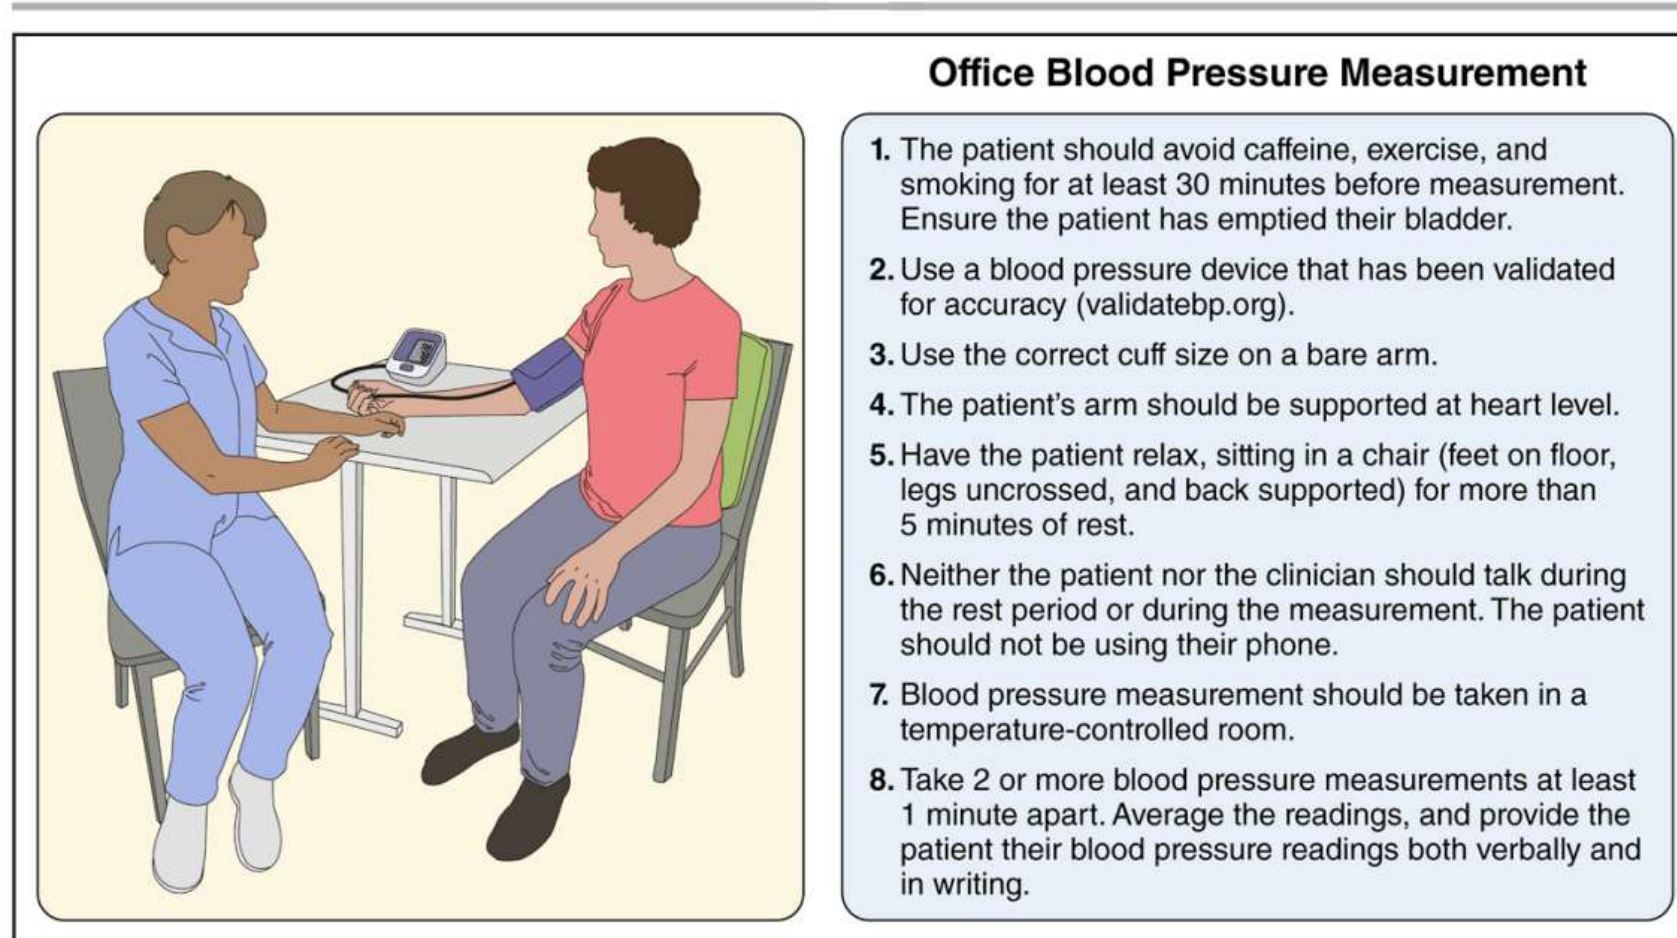 Office Blood Pressure Measurement
1. The patient should avoid caffeine, exercise, and
smoking for at least 30 minutes before measurement.
Ensure the patient has emptied their bladder.
2. Use a blood pressure device that has been validated
for accuracy (validatebp.org).
3. Use the correct cuff size on a bare arm.
4. The patient’s arm should be supported at heart level.
5. Have the patient relax, sitting in a chair (feet on floor,
legs uncrossed, and back supported) for more than
5 minutes of rest.
6. Neither the patient nor the clinician should talk during
the rest period or during the measurement. The patient
should not be using their phone.
7. Blood pressure measurement should be taken in a
temperature-controlled room.
8. Take 2 or more blood pressure measurements at least
1 minute apart. Average the readings, and provide the
patient their blood pressure readings both verbally and
in writing.